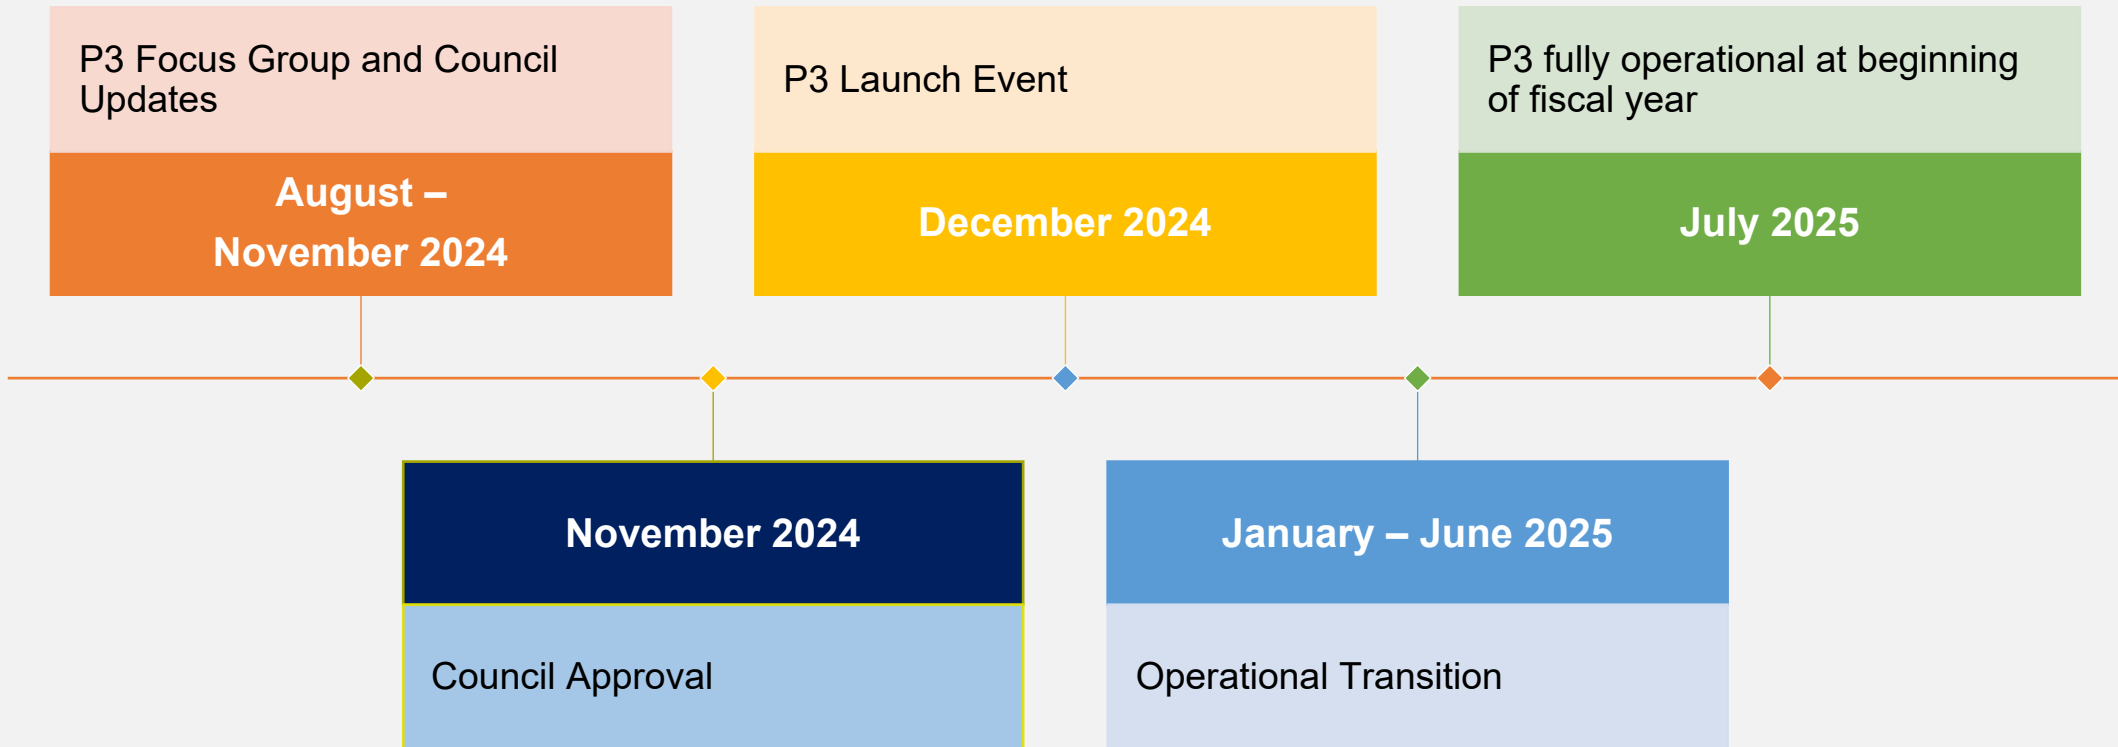 P3 Focus Group and Council
Updates
August –
November 2024
November 2024
Council Approval
P3 Launch Event
December 2024
January – June 2025
Operational Transition
P3 fully operational at beginning
of fiscal year
July 2025